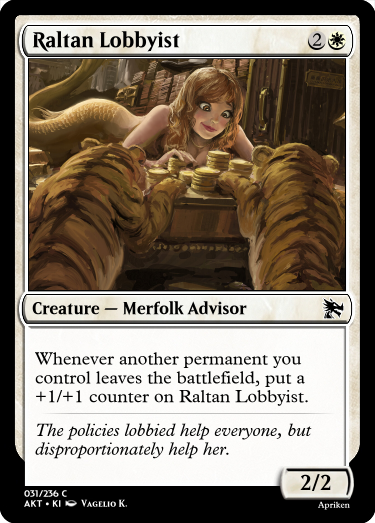 Raltan Lobbyist 2
Creature — Merfolk Advisor
Whenever another permanent you
control leaves the battlefield, put a
+1/+1 counter on Raltan Lobbyist.
The policies lobbied help everyone, but
disproportionately help her.
2/2
031/236 C
AKT • KI Vagelio K.
Apriken